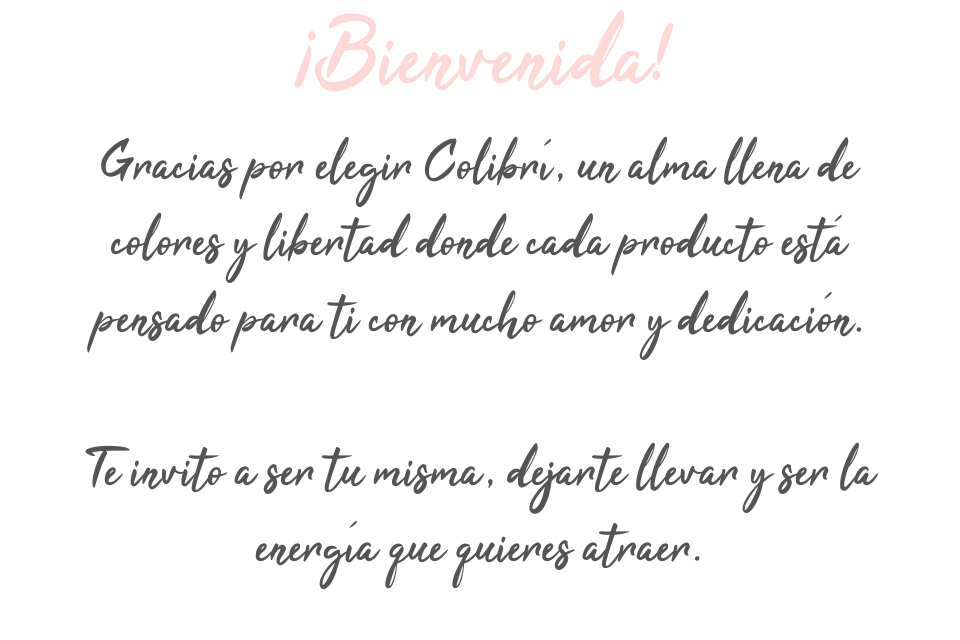 ¡Bienvenida!
Gracias por elegir Colibrí, un alma llena de
colores y libertad donde cada producto está
pensado para ti con mucho amor y dedicación.
Te invito a ser tu misma, dejarte llevar y ser la
energía que quieres atraer.